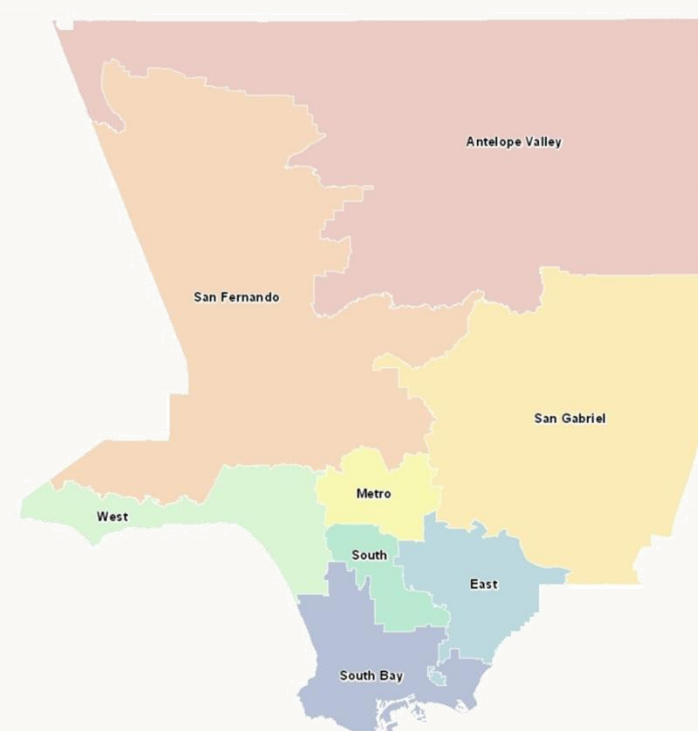 Antelope Valley
San Fernando
San Gabriel
Metro
West
South
East
South Bay